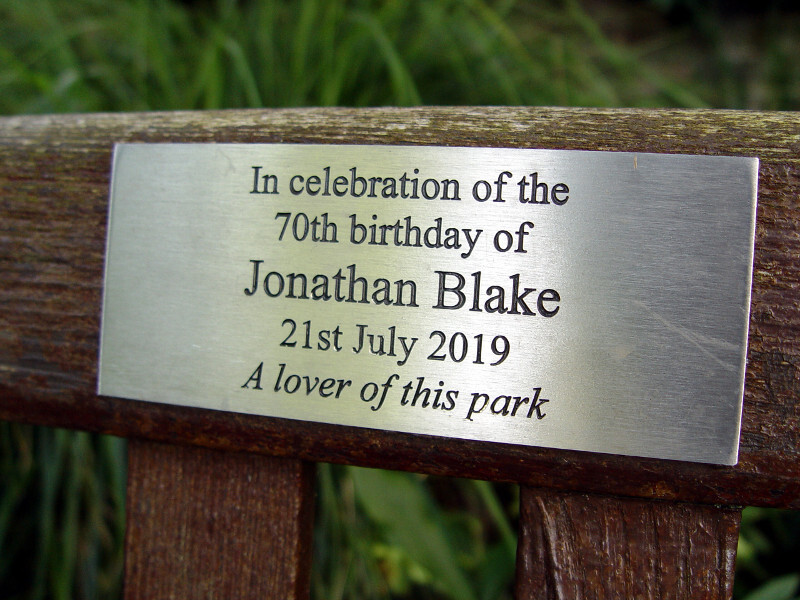 In celebration of the
70th birthday of
Jonathan Blake
21st July 2019
A lover of this park